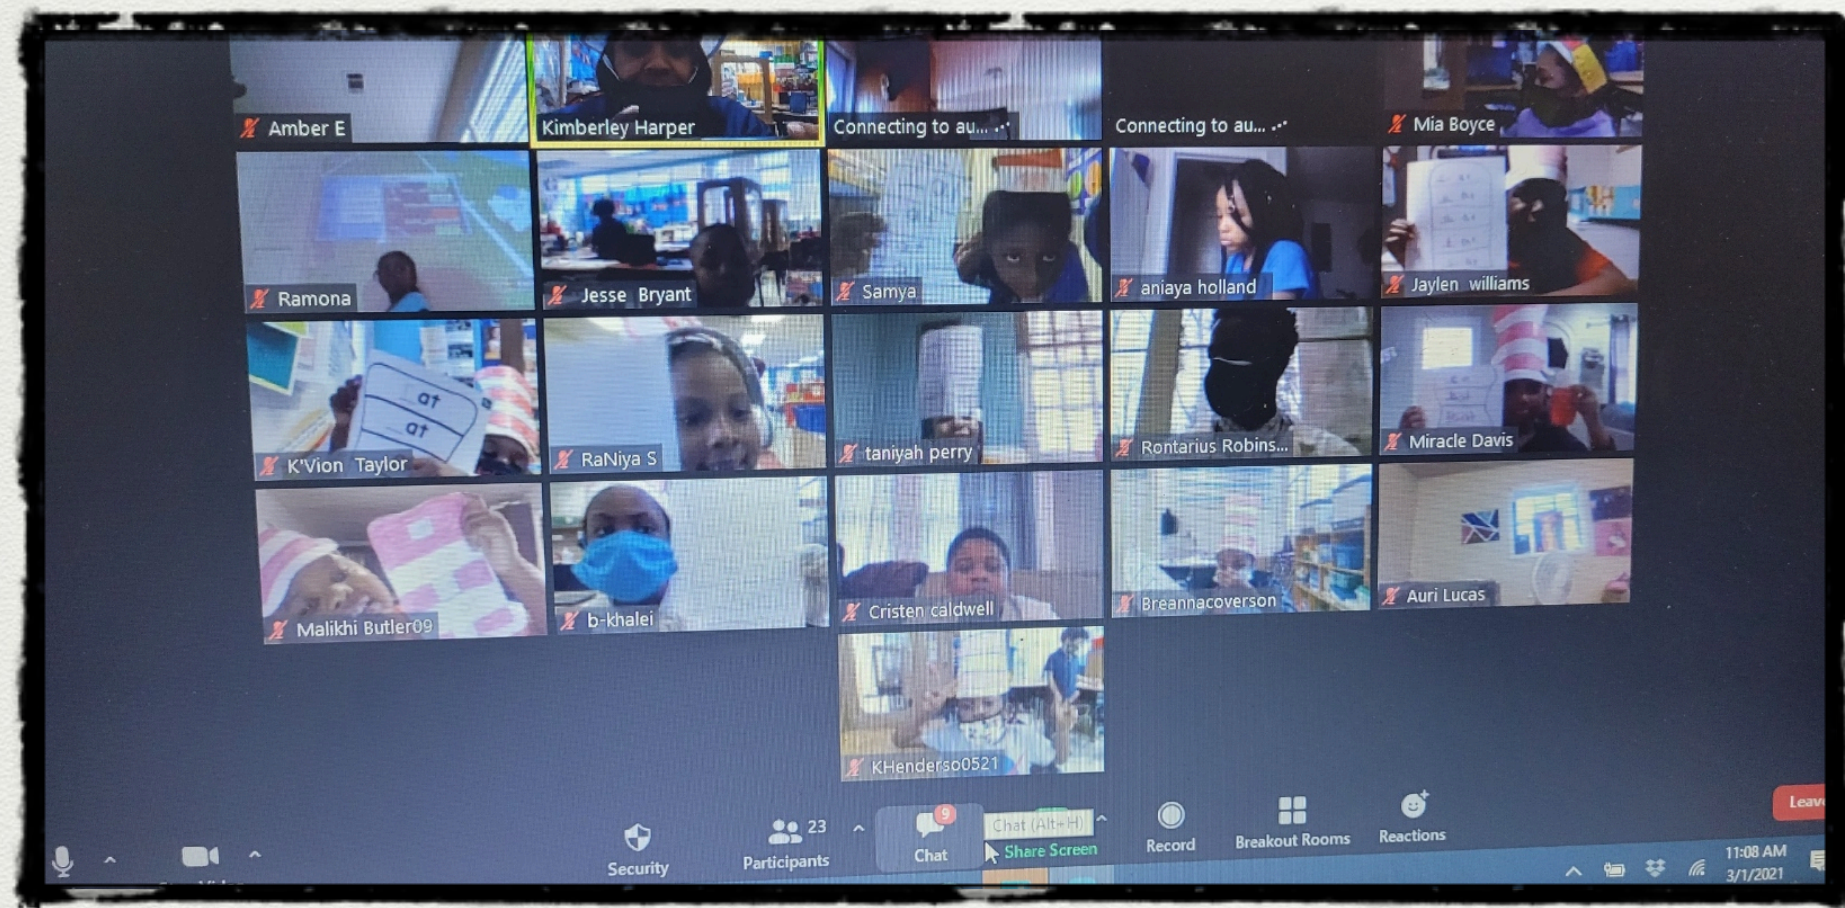 Amber E
Kimberley Harper
Connecting to au... ...
Connecting to au... ...
Mia Boyce
Ramona
Jesse Bryant
Samya
aniaya holland
Jaylen williams
at
at
K'Vion Taylor
RaNiya S
taniyah perry
Rontarius Robins...
Miracle Davis
Malikhi Butler09
b-khalei
Cristen caldwell
Breannacoverson
Auri Lucas
KHenderso0521
Security
23
Participants
9
Chat
Chat (Alt+H)
Share Screen
Record
Breakout Rooms
Reactions
Leav
11:08 AM
3/1/2021